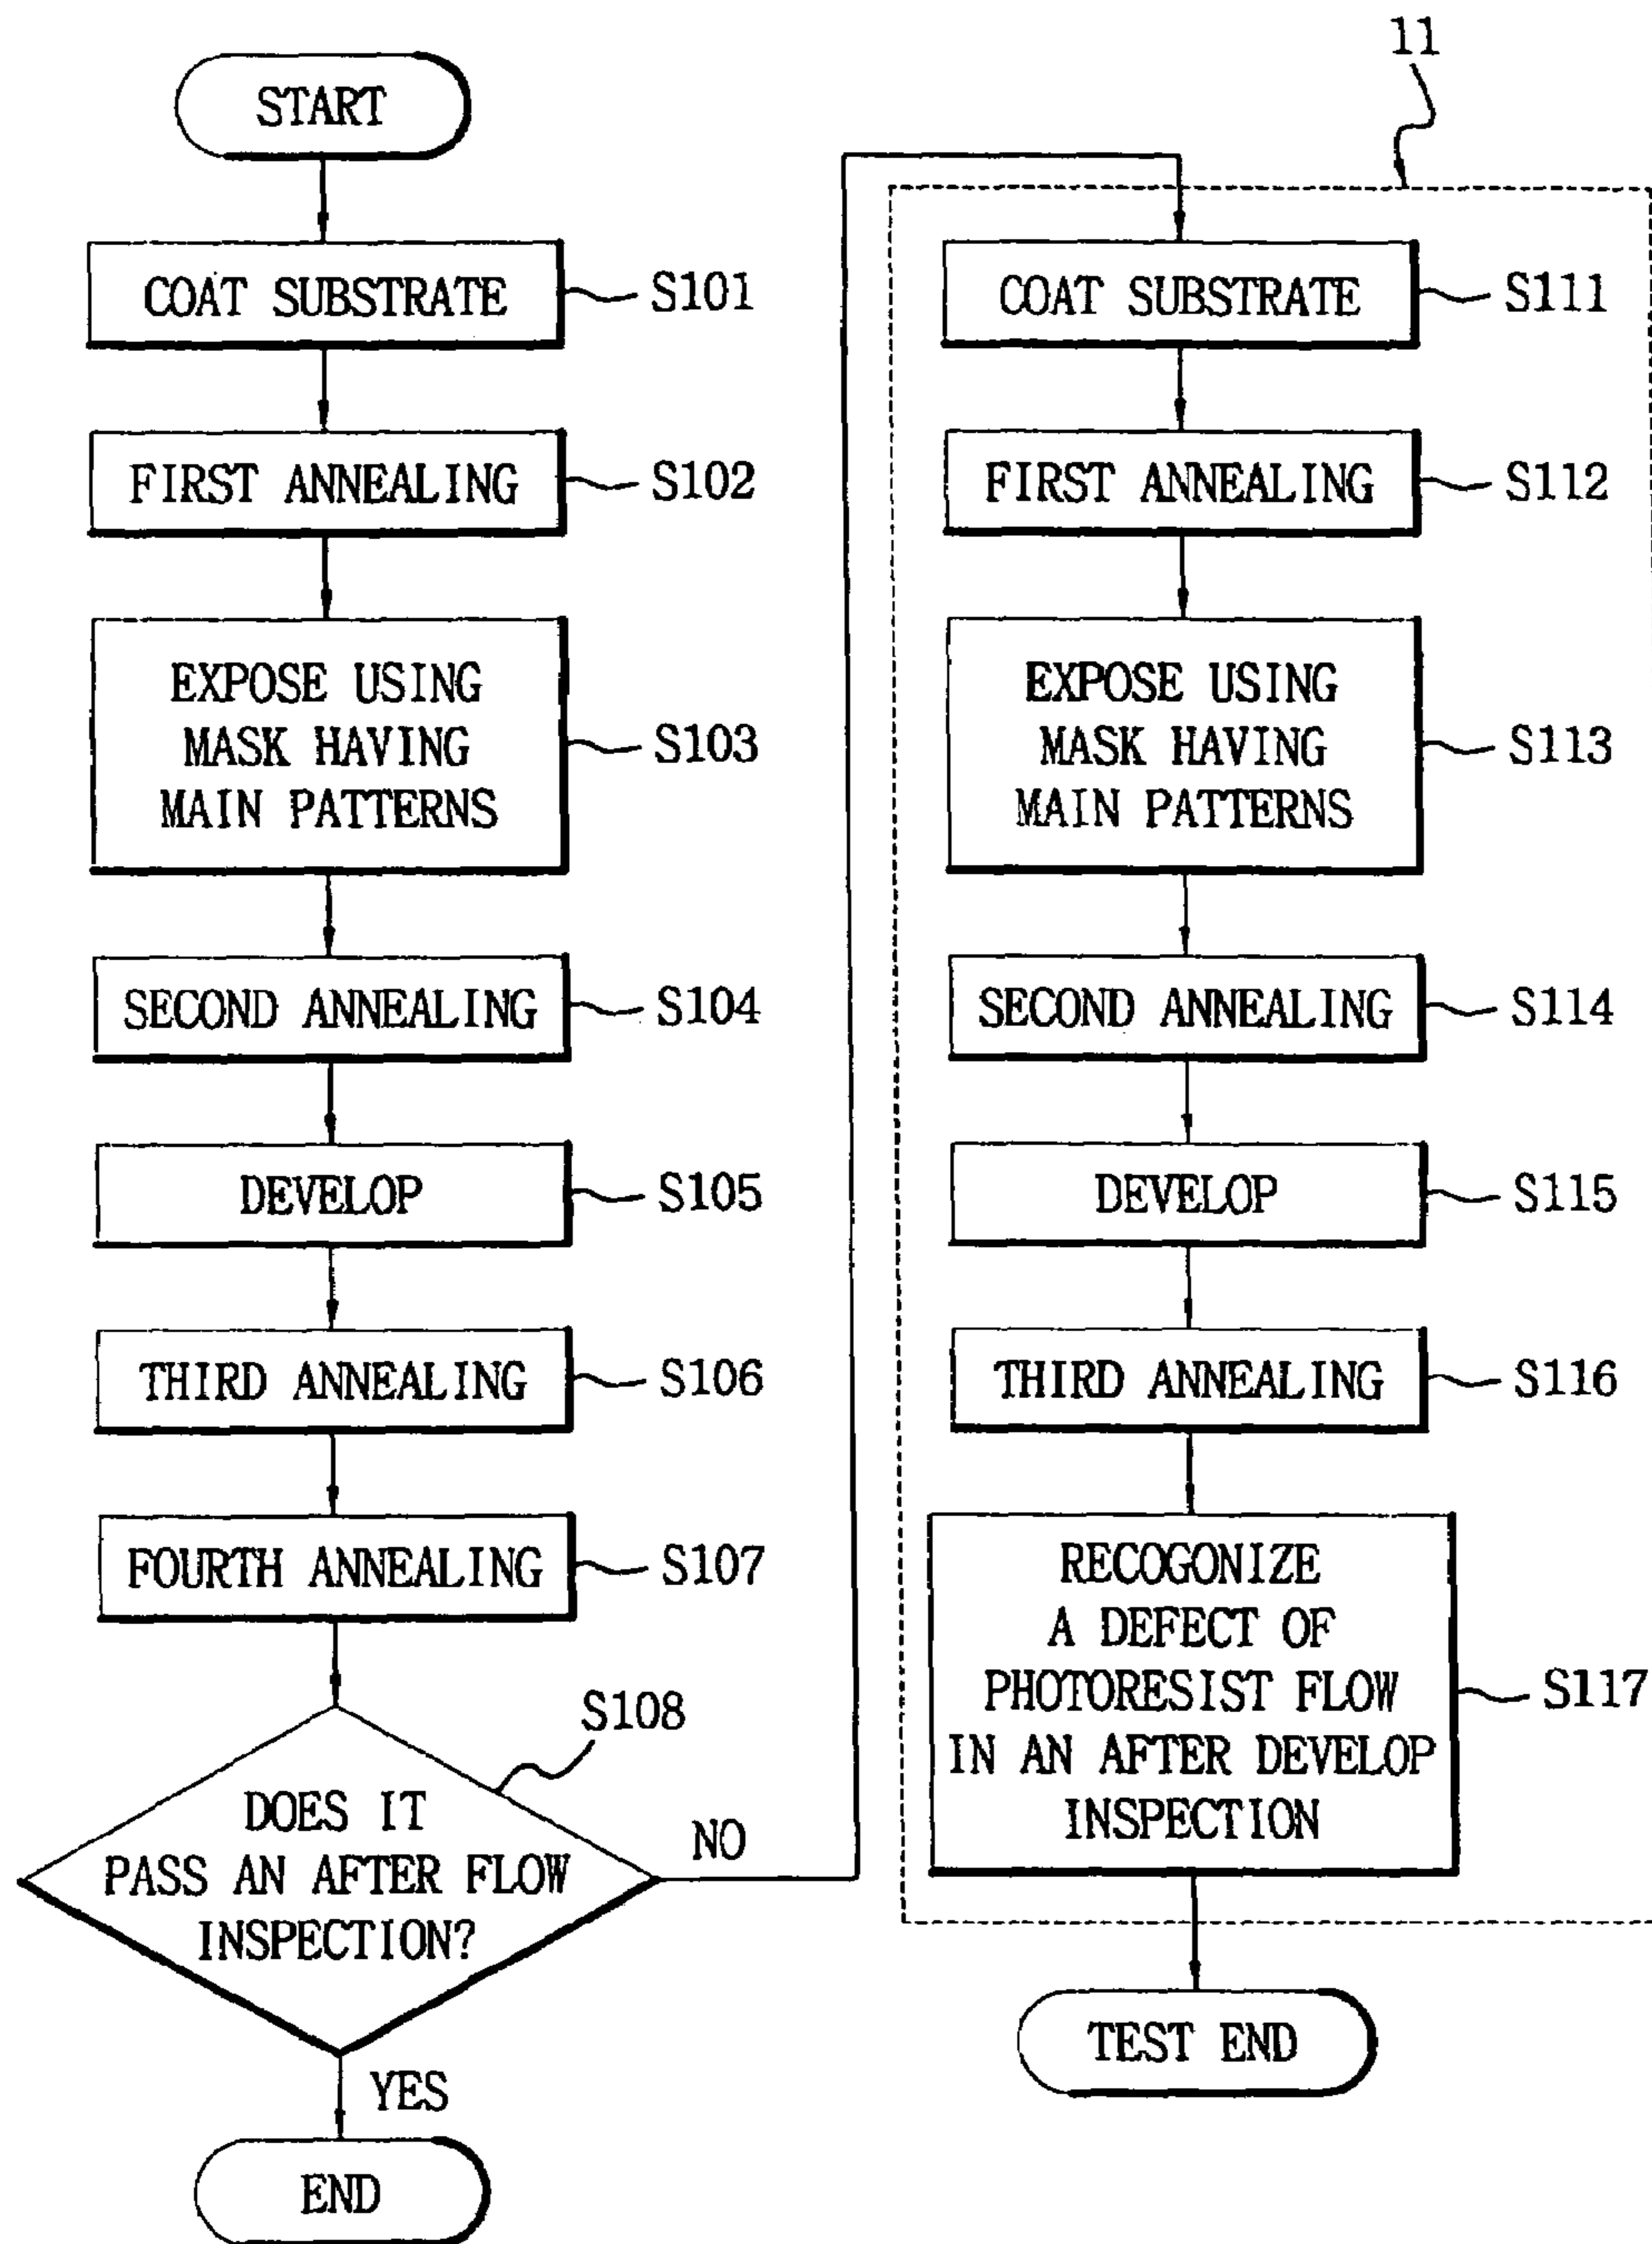 START
COAT SUBSTRATE
S101
FIRST ANNEALING
S102
EXPOSE USING
MASK HAVING
MAIN PATTERNS
S103
SECOND ANNEALING
S104
DEVELOP
S105
THIRD ANNEALING
S106
FOURTH ANNEALING
S107
S108
DOES IT
PASS AN AFTER FLOW
INSPECTION?
NO
YES
END
11
COAT SUBSTRATE
S111
FIRST ANNEALING
S112
EXPOSE USING
MASK HAVING
MAIN PATTERNS
S113
SECOND ANNEALING
S114
DEVELOP
S115
THIRD ANNEALING
S116
RECOGONIZE
A DEFECT OF
PHOTORESIST FLOW
IN AN AFTER DEVELOP
INSPECTION
S117
TEST END